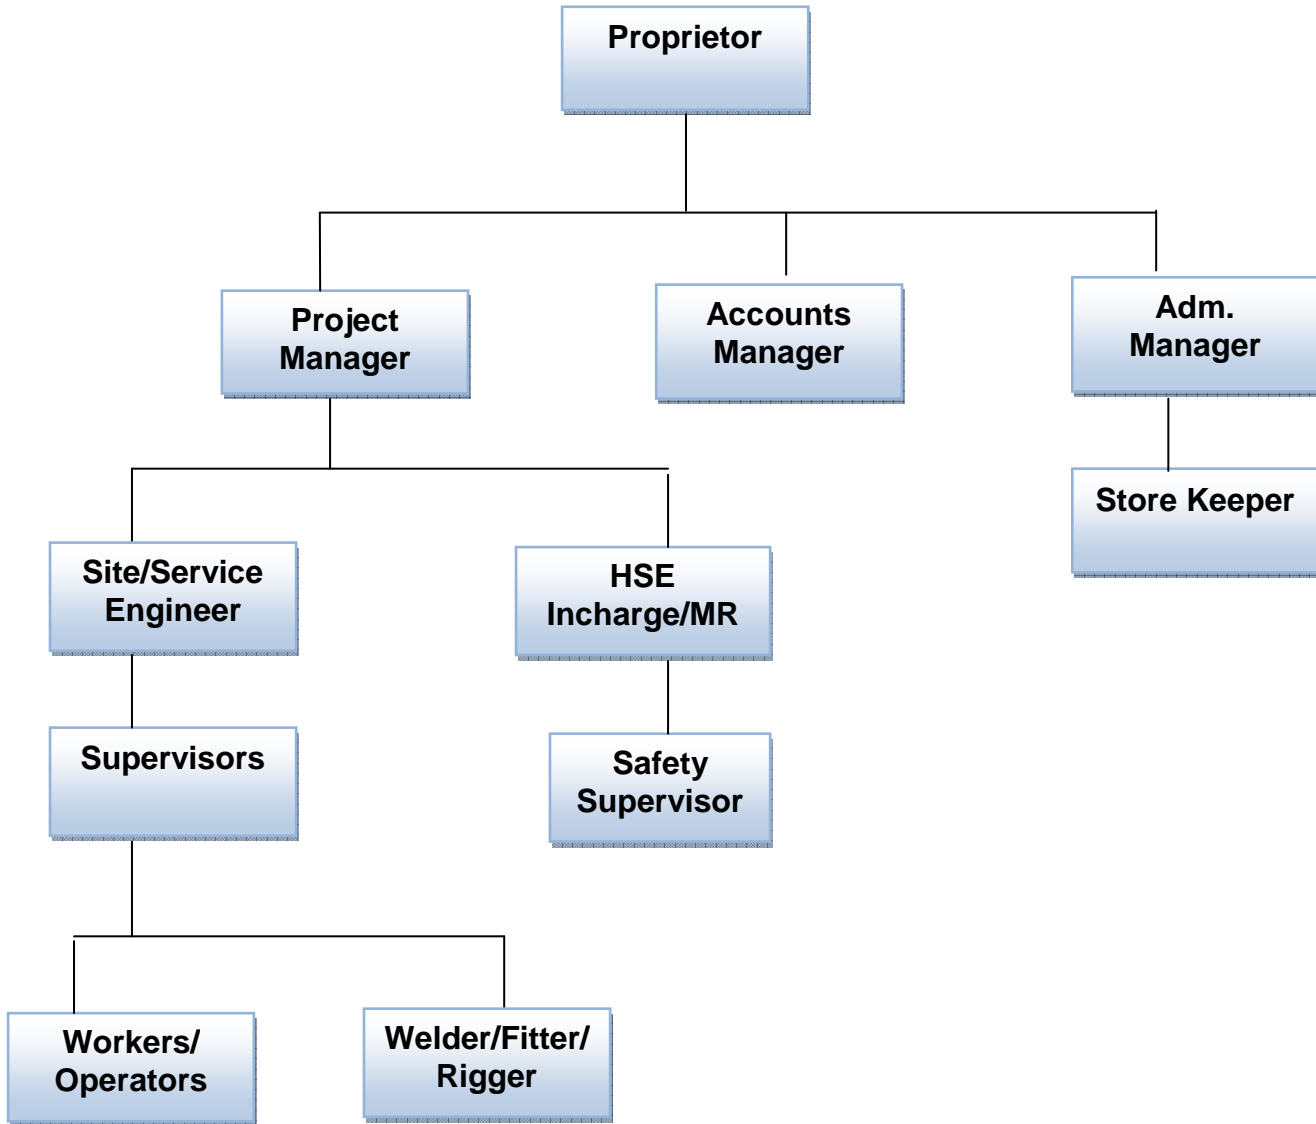 Proprietor
Project
Manager
Accounts
Manager
Adm.
Manager
Store Keeper
Site/Service
Engineer
HSE
Incharge/MR
Supervisors
Safety
Supervisor
Workers/
Operators
Welder/Fitter/
Rigger